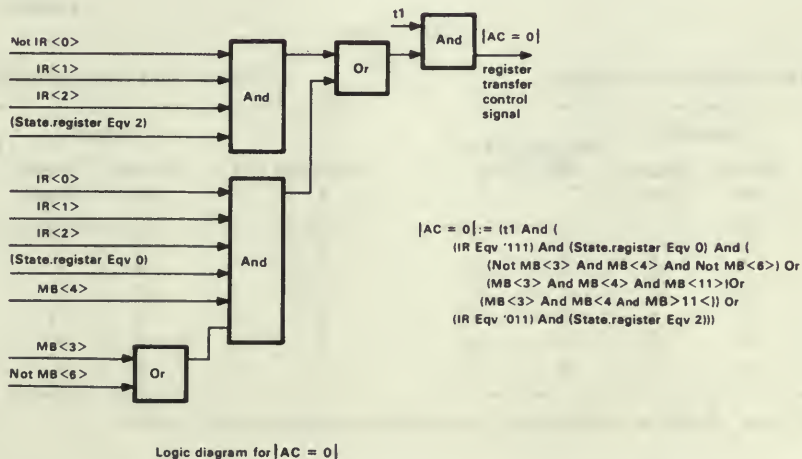 t1
Not IR<0>
IR<1>
IR<2>
(State.register Eqv 2)
And
Or
And
|AC = 0|
register
transfer
control
signal
IR<0>
IR<1>
IR<2>
(State.registar Eqv 0)
MB<4>
And
MB<3>
Not MB<6>
Or
|AC = 0| := (t1 And (
(IR Eqv '111) And (State.ragistar Eqv 0) And (
(Not MB<3> And MB<4> And Not MB<6>) Or
(MB<3> And MB<4> And MB<11>)Or
(MB<3> And MB<4 And MB>11<)) Or
(IR Eqv '011) And (State.ragister Eqv 2)))
Logic diagram for |AC = 0|